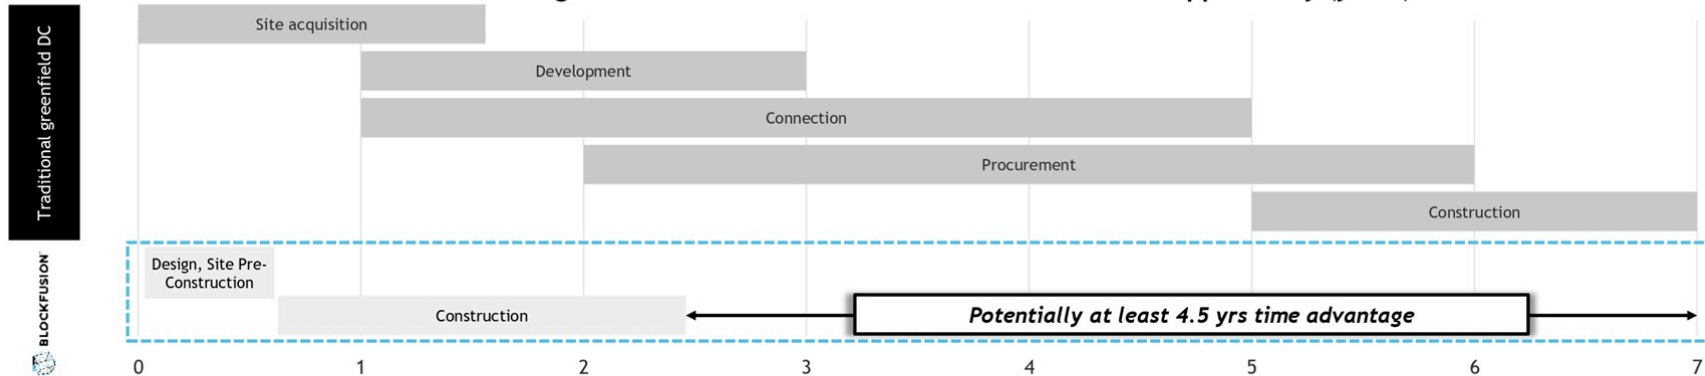 Traditional greenfield DC
Site acquisition
Development
Connection
Procurement
Construction
BLOCKFUSION
Design, Site Pre-
Construction
Construction
Potentially at least 4.5 yrs time advantage
0 1 2 3 4 5 6 7